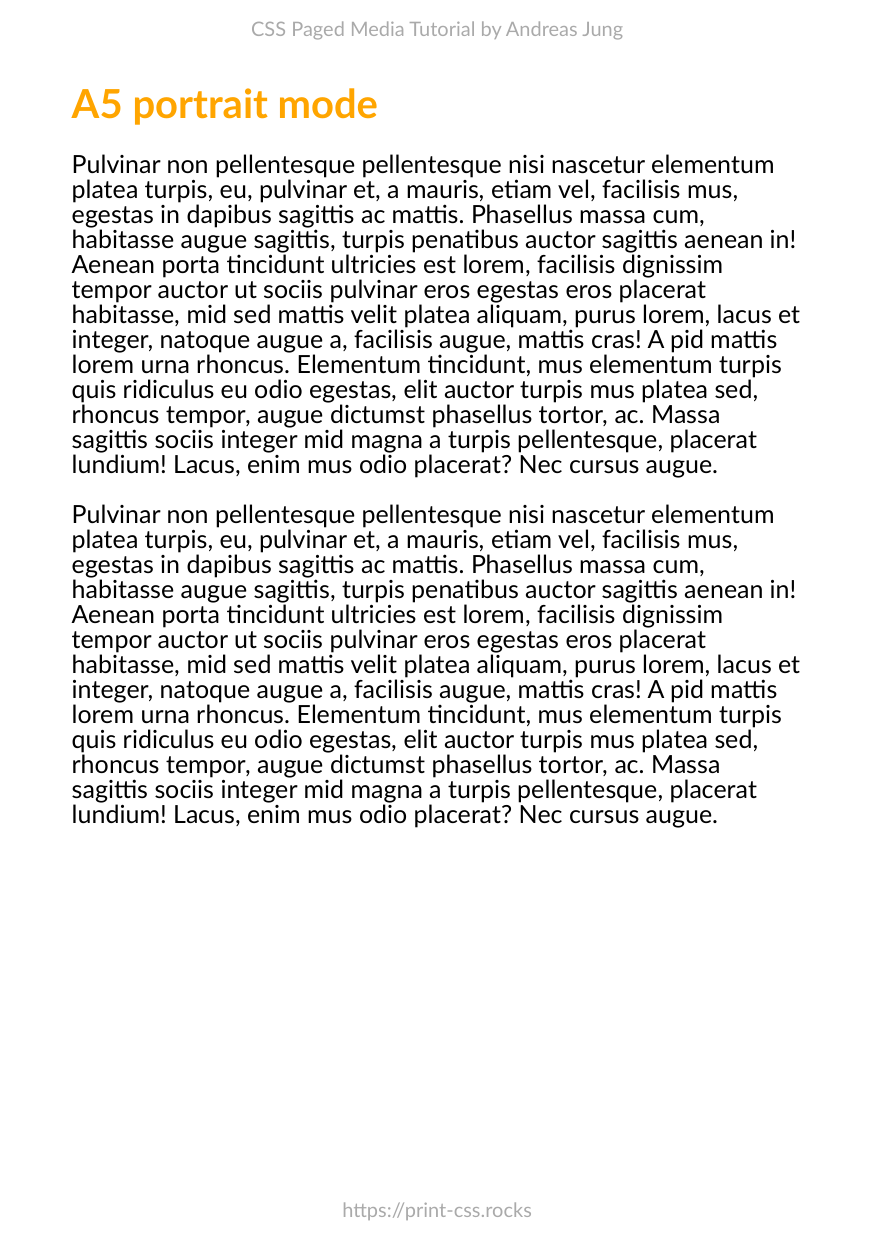 CSS Paged Media Tutorial by Andreas Jung
A5 portrait mode
Pulvinar non pellentesque pellentesque nisi nascetur elementum
platea turpis, eu, pulvinar et, a mauris, etiam vel, facilisis mus,
egestas in dapibus sagittis ac mattis. Phasellus massa cum,
habitasse augue sagittis, turpis penatibus auctor sagittis aenean in!
Aenean porta tincidunt ultricies est lorem, facilisis dignissim
tempor auctor ut sociis pulvinar eros egestas eros placerat
habitasse, mid sed mattis velit platea aliquam, purus lorem, lacus et
integer, natoque augue a, facilisis augue, mattis cras! A pid mattis
lorem urna rhoncus. Elementum tincidunt, mus elementum turpis
quis ridiculus eu odio egestas, elit auctor turpis mus platea sed,
rhoncus tempor, augue dictumst phasellus tortor, ac. Massa
sagittis sociis integer mid magna a turpis pellentesque, placerat
lundium! Lacus, enim mus odio placerat? Nec cursus augue.
Pulvinar non pellentesque pellentesque nisi nascetur elementum
platea turpis, eu, pulvinar et, a mauris, etiam vel, facilisis mus,
egestas in dapibus sagittis ac mattis. Phasellus massa cum,
habitasse augue sagittis, turpis penatibus auctor sagittis aenean in!
Aenean porta tincidunt ultricies est lorem, facilisis dignissim
tempor auctor ut sociis pulvinar eros egestas eros placerat
habitasse, mid sed mattis velit platea aliquam, purus lorem, lacus et
integer, natoque augue a, facilisis augue, mattis cras! A pid mattis
lorem urna rhoncus. Elementum tincidunt, mus elementum turpis
quis ridiculus eu odio egestas, elit auctor turpis mus platea sed,
rhoncus tempor, augue dictumst phasellus tortor, ac. Massa
sagittis sociis integer mid magna a turpis pellentesque, placerat
lundium! Lacus, enim mus odio placerat? Nec cursus augue.
https://print-css.rocks